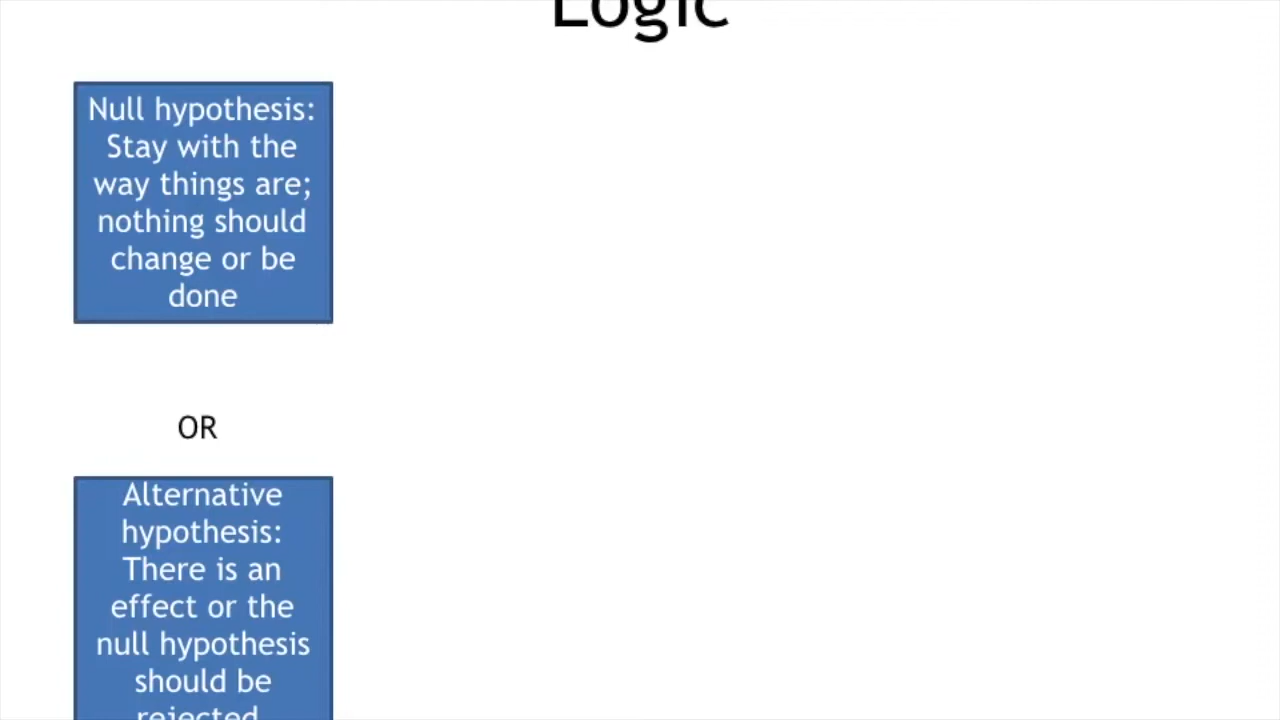 Logic
Null hypothesis:
Stay with the
way things are;
nothing should
change or be
done
OR
Alternative
hypothesis:
There is an
effect or the
null hypothesis
should be
rejected